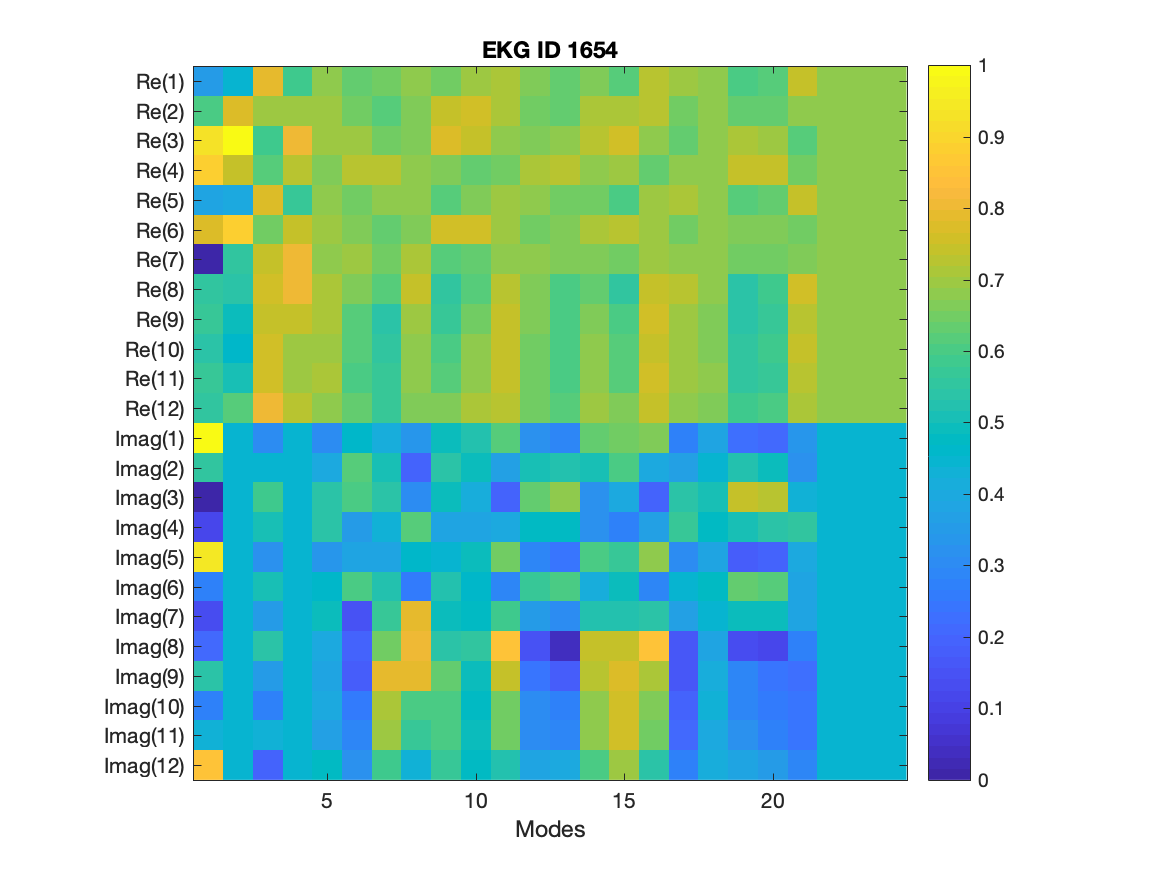 EKG ID 1654
Re(1)
Re(2)
Re(3)
Re(4)
Re(5)
Re(6)
Re(7)
Re(8)
Re(9)
Re(10)
Re(11)
Re(12)
Imag(1)
Imag(2)
Imag(3)
Imag(4)
Imag(5)
Imag(6)
Imag(7)
Imag(8)
Imag(9)
Imag(10)
Imag(11)
Imag(12)
5 10 15 20
Modes
1
0.9
0.8
0.7
0.6
0.5
0.4
0.3
0.2
0.1
0